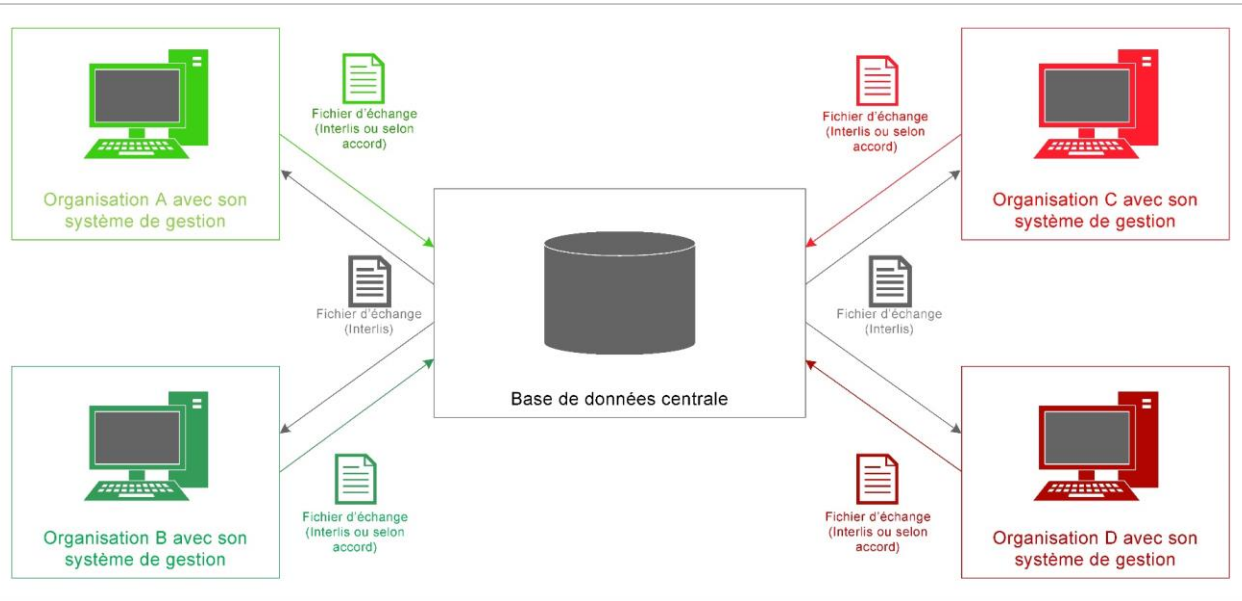 Fichier d'échange
(Interlis ou selon
accord)
Organisation A avec son
système de gestion
Fichier d'échange
(Interlis ou selon
accord)
Organisation C avec son
système de gestion
Fichier d'échange
(Interlis)
Base de données centrale
Fichier d'échange
(Interlis)
Organisation B avec son
système de gestion
Fichier d'échange
(Interlis ou selon
accord)
Fichier d'échange
(Interlis ou selon
accord)
Organisation D avec son
système de gestion